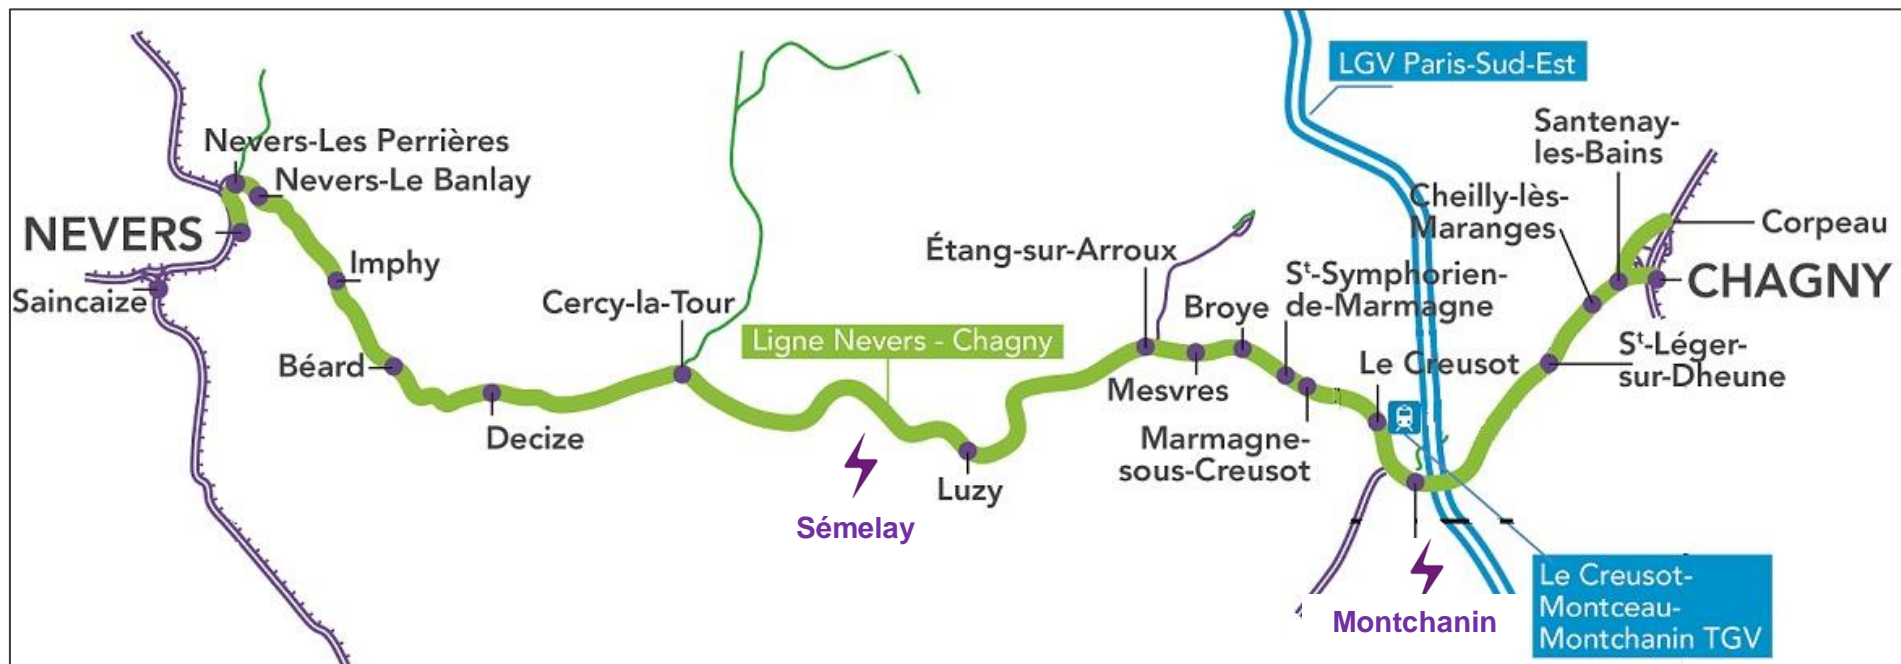 LGV Paris-Sud-Est
Nevers-Les Perrières
Nevers-Le Banlay
NEVERS
Saincaize
Imphy
Béard
Decize
Cercy-la-Tour
Ligne Nevers - Chagny
Sémelay
Luzy
Étang-sur-Arroux
Mesvres
Broye
Sᵗ-Symphorien-
de-Marmagne
Marmagne-
sous-Creusot
Le Creusot
Montchanin
Le Creusot-
Montceau-
Montchanin TGV
Sᵗ-Léger-
sur-Dheune
Cheilly-lès-
Maranges
Santenay-
les-Bains
Corpeau
CHAGNY